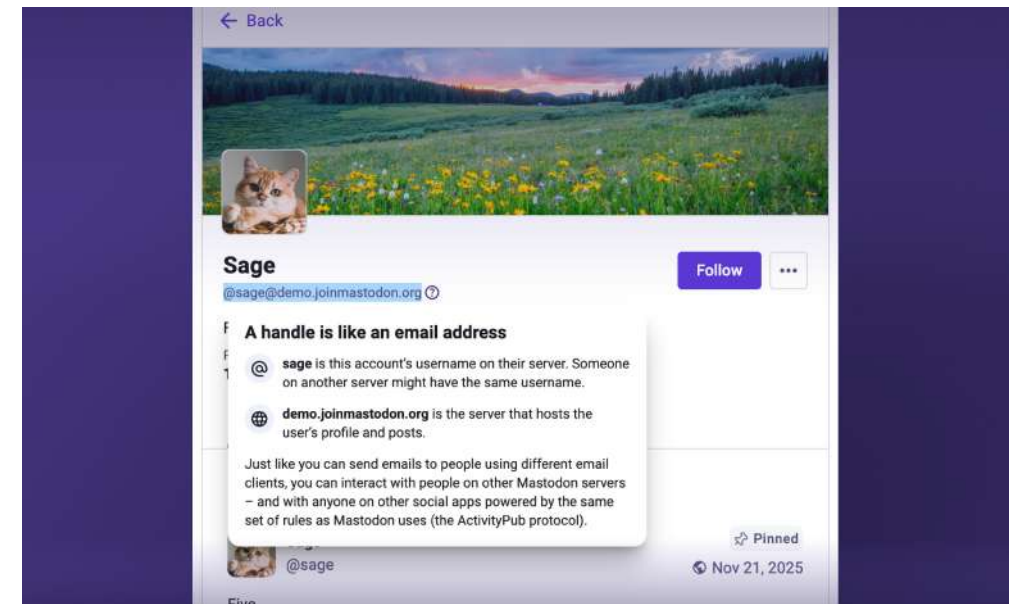 ← Back
Sage
Follow
•••
@sage@demo.joinmastodon.org ?
F
A handle is like an email address
F
1
@ sage is this account's username on their server. Someone
on another server might have the same username.
demo.joinmastodon.org is the server that hosts the
user's profile and posts.
Just like you can send emails to people using different email
clients, you can interact with people on other Mastodon servers
– and with anyone on other social apps powered by the same
set of rules as Mastodon uses (the ActivityPub protocol).
Pinned
@sage
Nov 21, 2025
Five